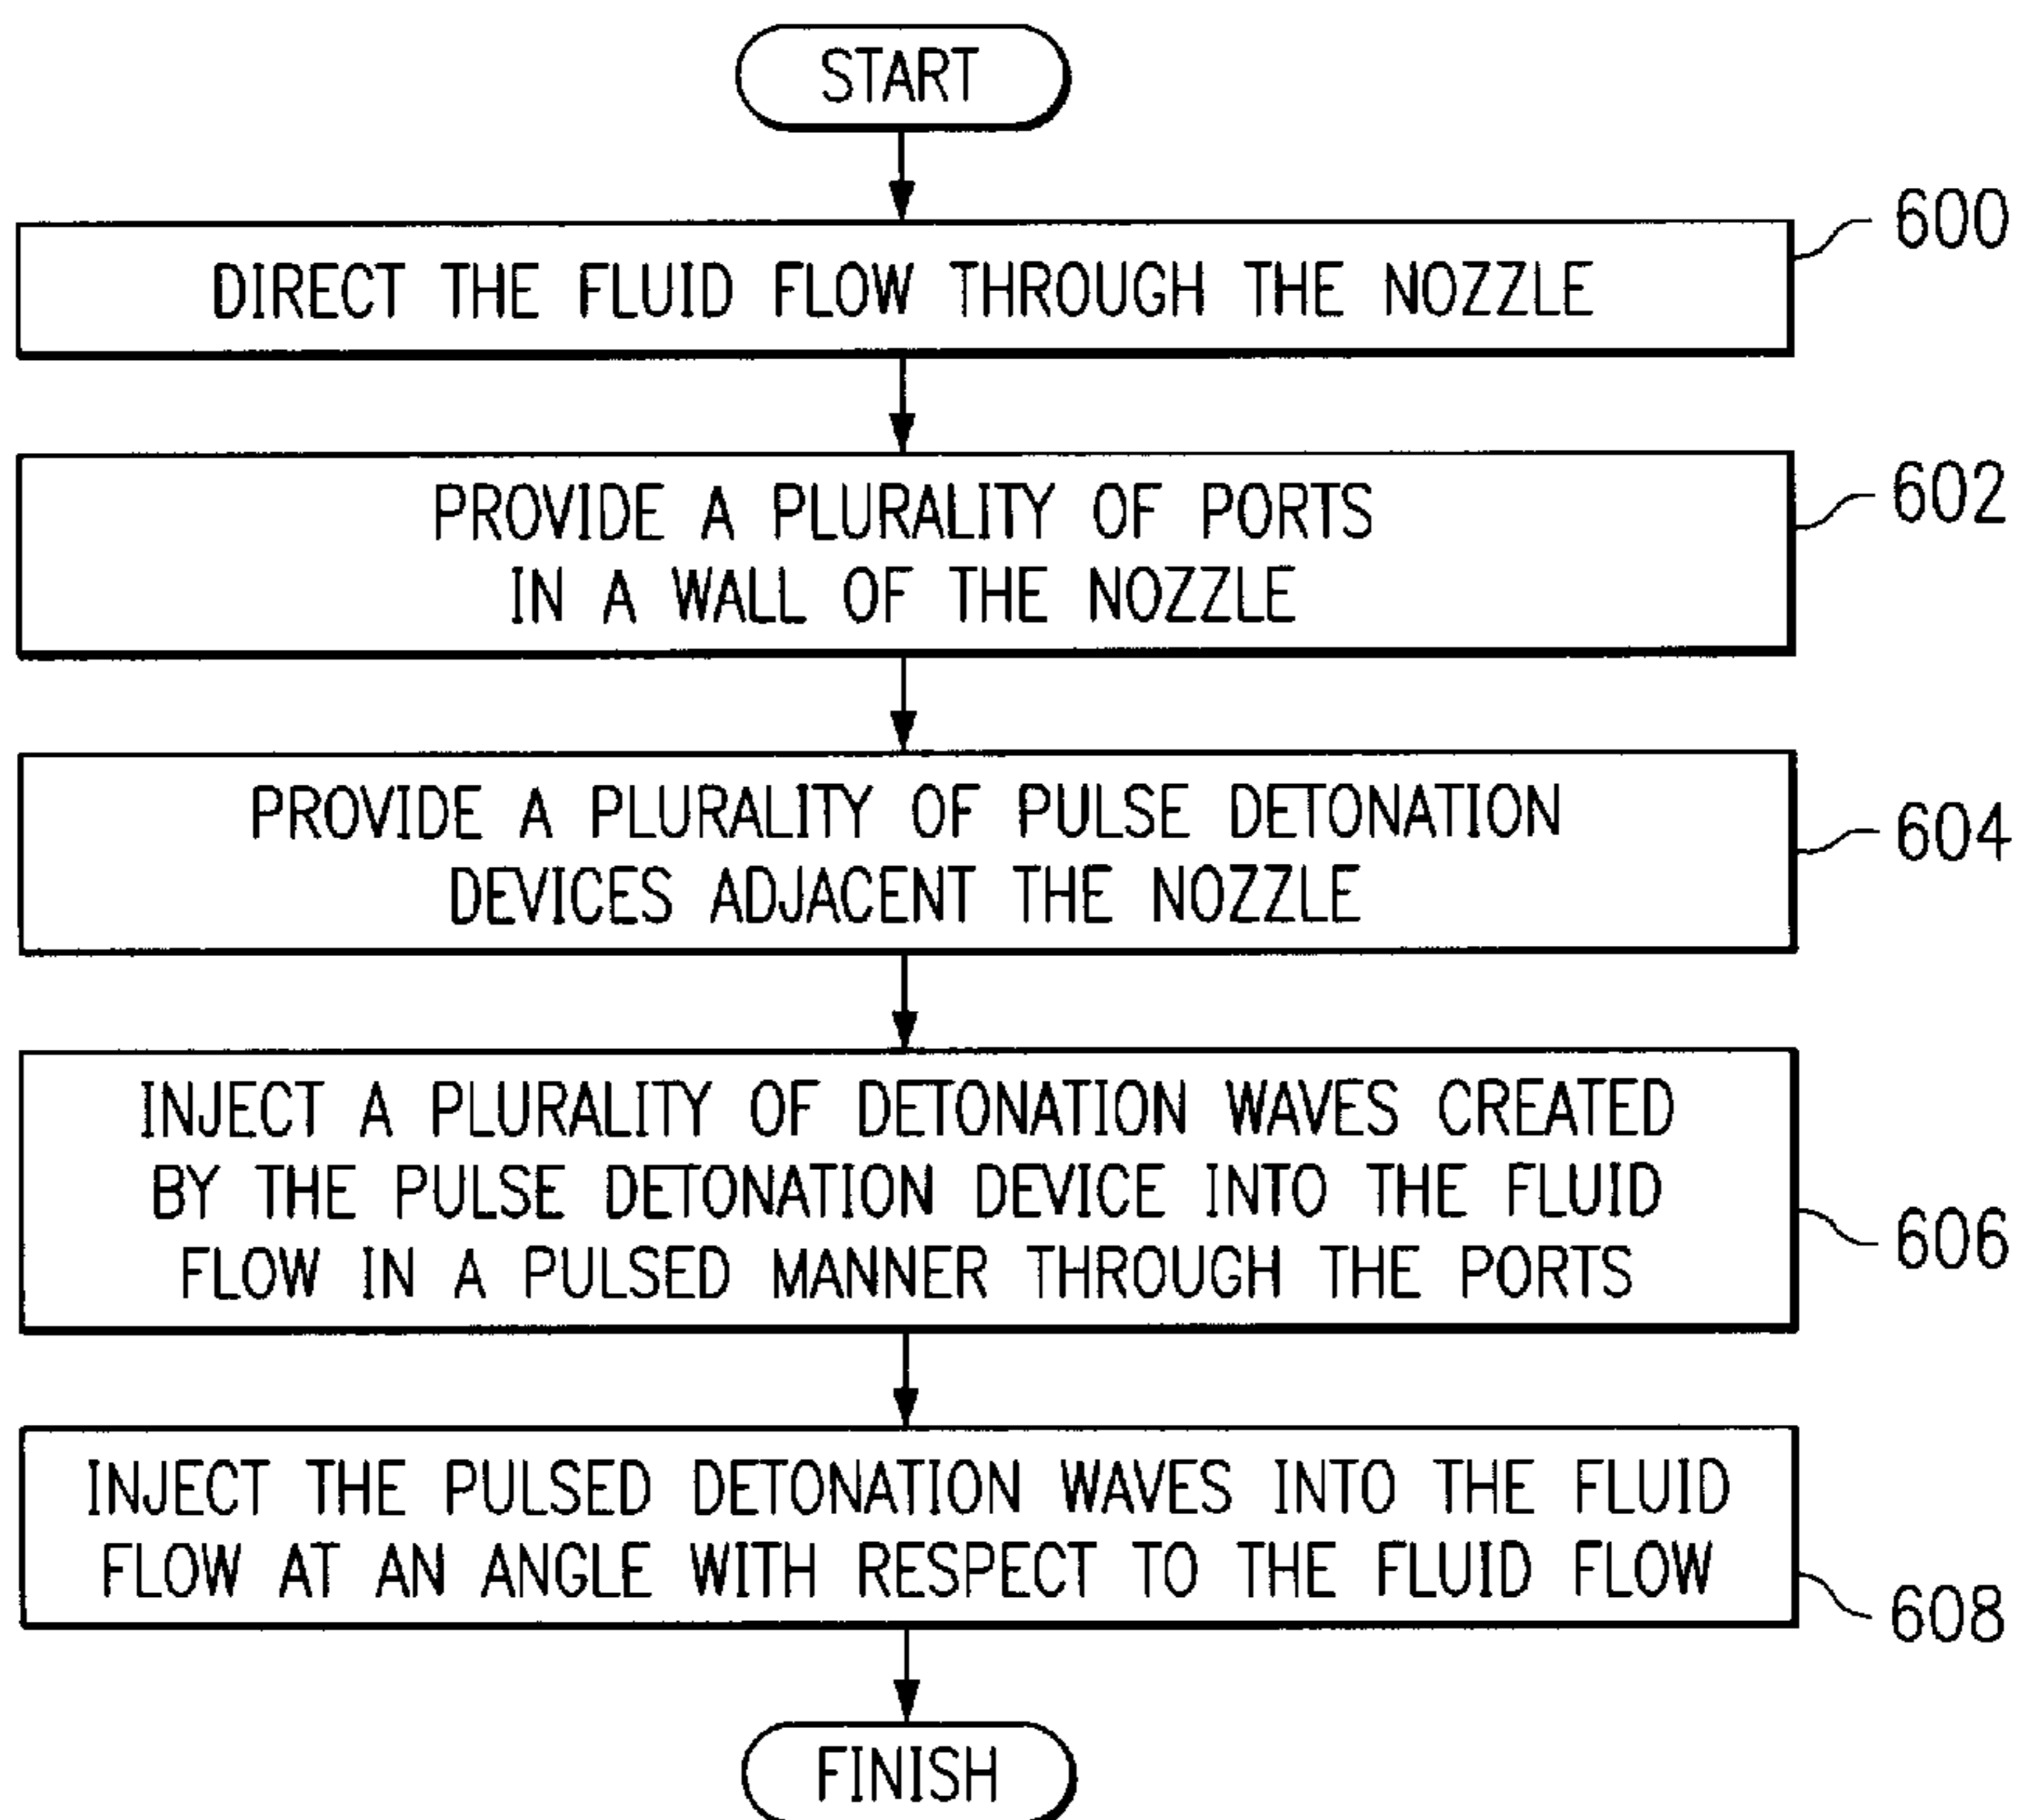 START
DIRECT THE FLUID FLOW THROUGH THE NOZZLE
600
PROVIDE A PLURALITY OF PORTS
IN A WALL OF THE NOZZLE
602
PROVIDE A PLURALITY OF PULSE DETONATION
DEVICES ADJACENT THE NOZZLE
604
INJECT A PLURALITY OF DETONATION WAVES CREATED
BY THE PULSE DETONATION DEVICE INTO THE FLUID
FLOW IN A PULSED MANNER THROUGH THE PORTS
606
INJECT THE PULSED DETONATION WAVES INTO THE FLUID
FLOW AT AN ANGLE WITH RESPECT TO THE FLUID FLOW
608
FINISH